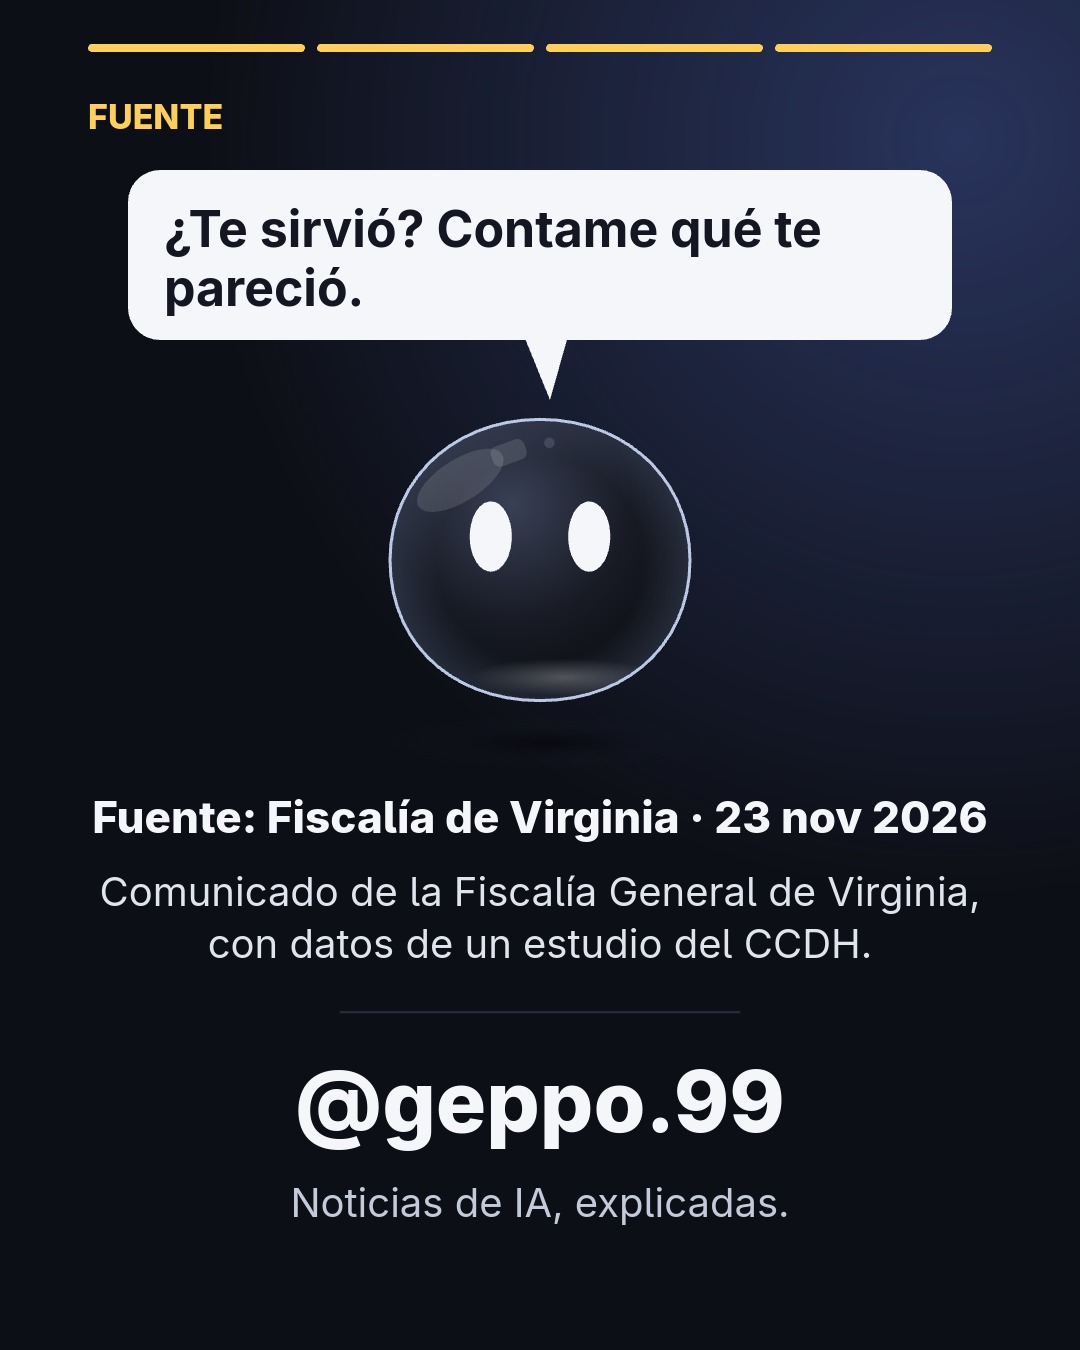 FUENTE
¿Te sirvió? Contame qué te
pareció.
Fuente: Fiscalía de Virginia · 23 nov 2026
Comunicado de la Fiscalía General de Virginia,
con datos de un estudio del CCDH.
@geppo.99
Noticias de IA, explicadas.